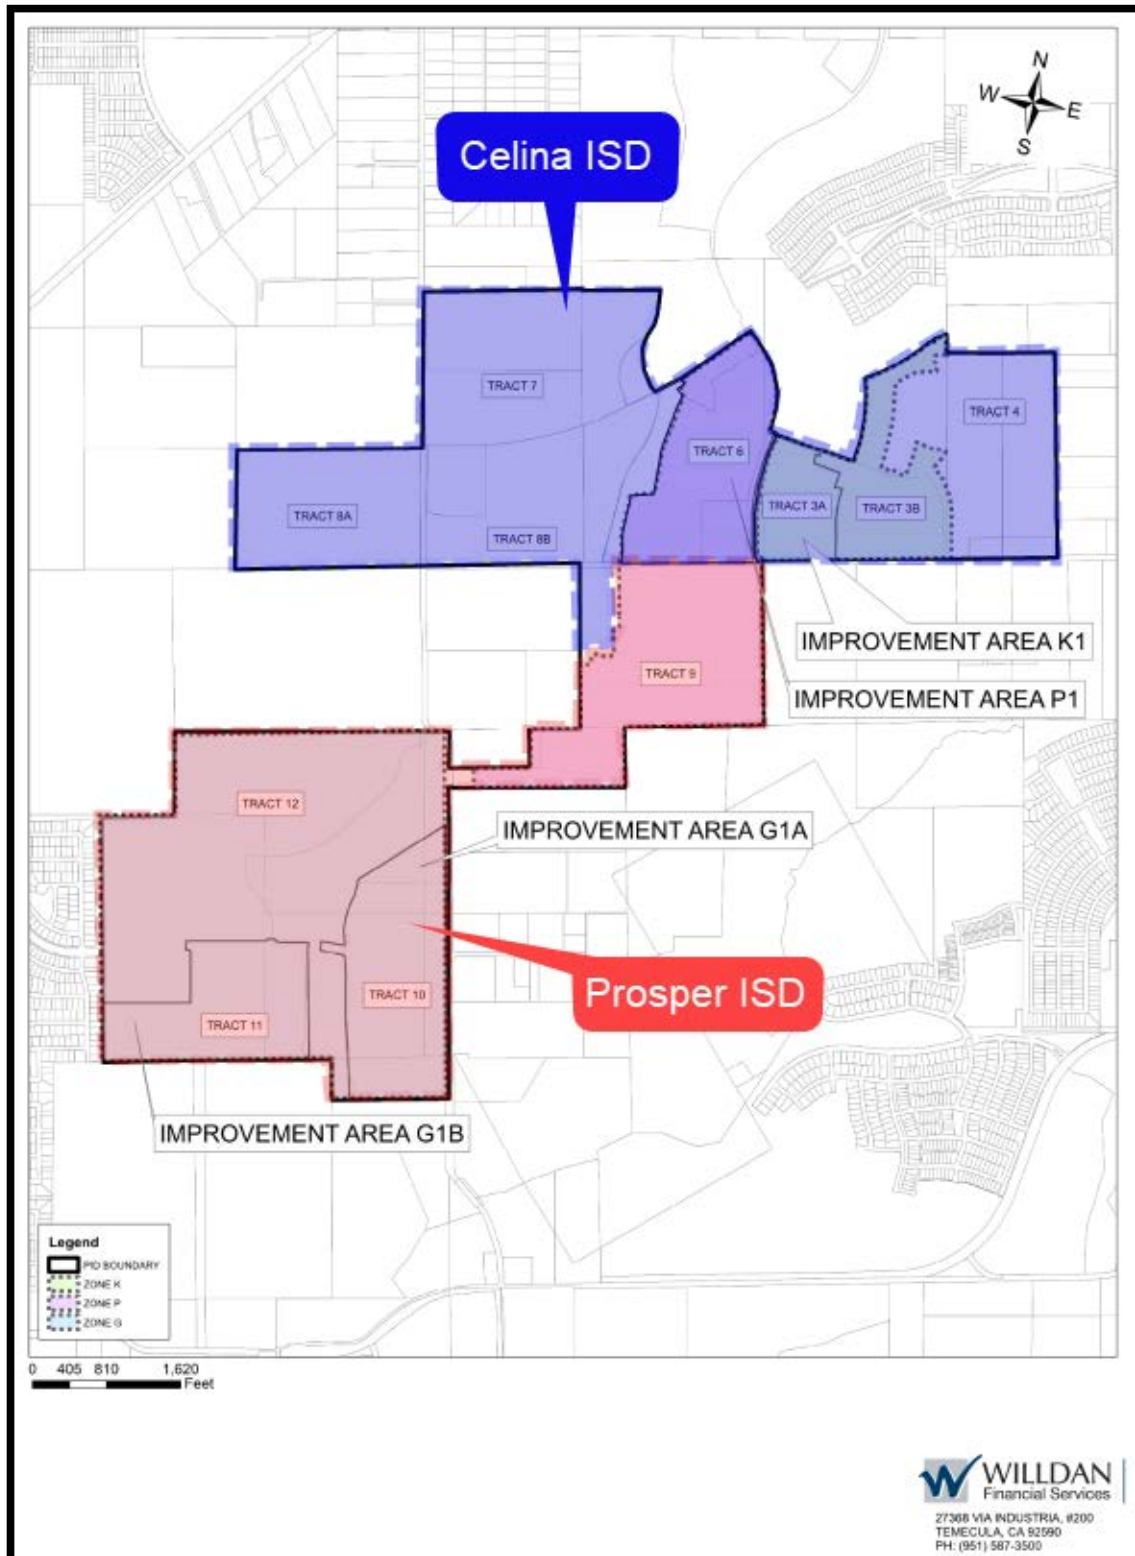 N
W
E
S
Celina ISD
TRACT 7
TRACT 4
TRACT 6
TRACT 3A
TRACT 3B
TRACT 8A
TRACT 8B
IMPROVEMENT AREA K1
TRACT 9
IMPROVEMENT AREA P1
TRACT 12
IMPROVEMENT AREA G1A
Prosper ISD
TRACT 10
TRACT 11
IMPROVEMENT AREA G1B
Legend
PID BOUNDARY
ZONE K
ZONE P
ZONE G
0 405 810 1,620
Feet
WILLDAN
Financial Services
27368 VIA INDUSTRIA, #200
TEMECULA, CA 92590
PH: (951) 587-3500